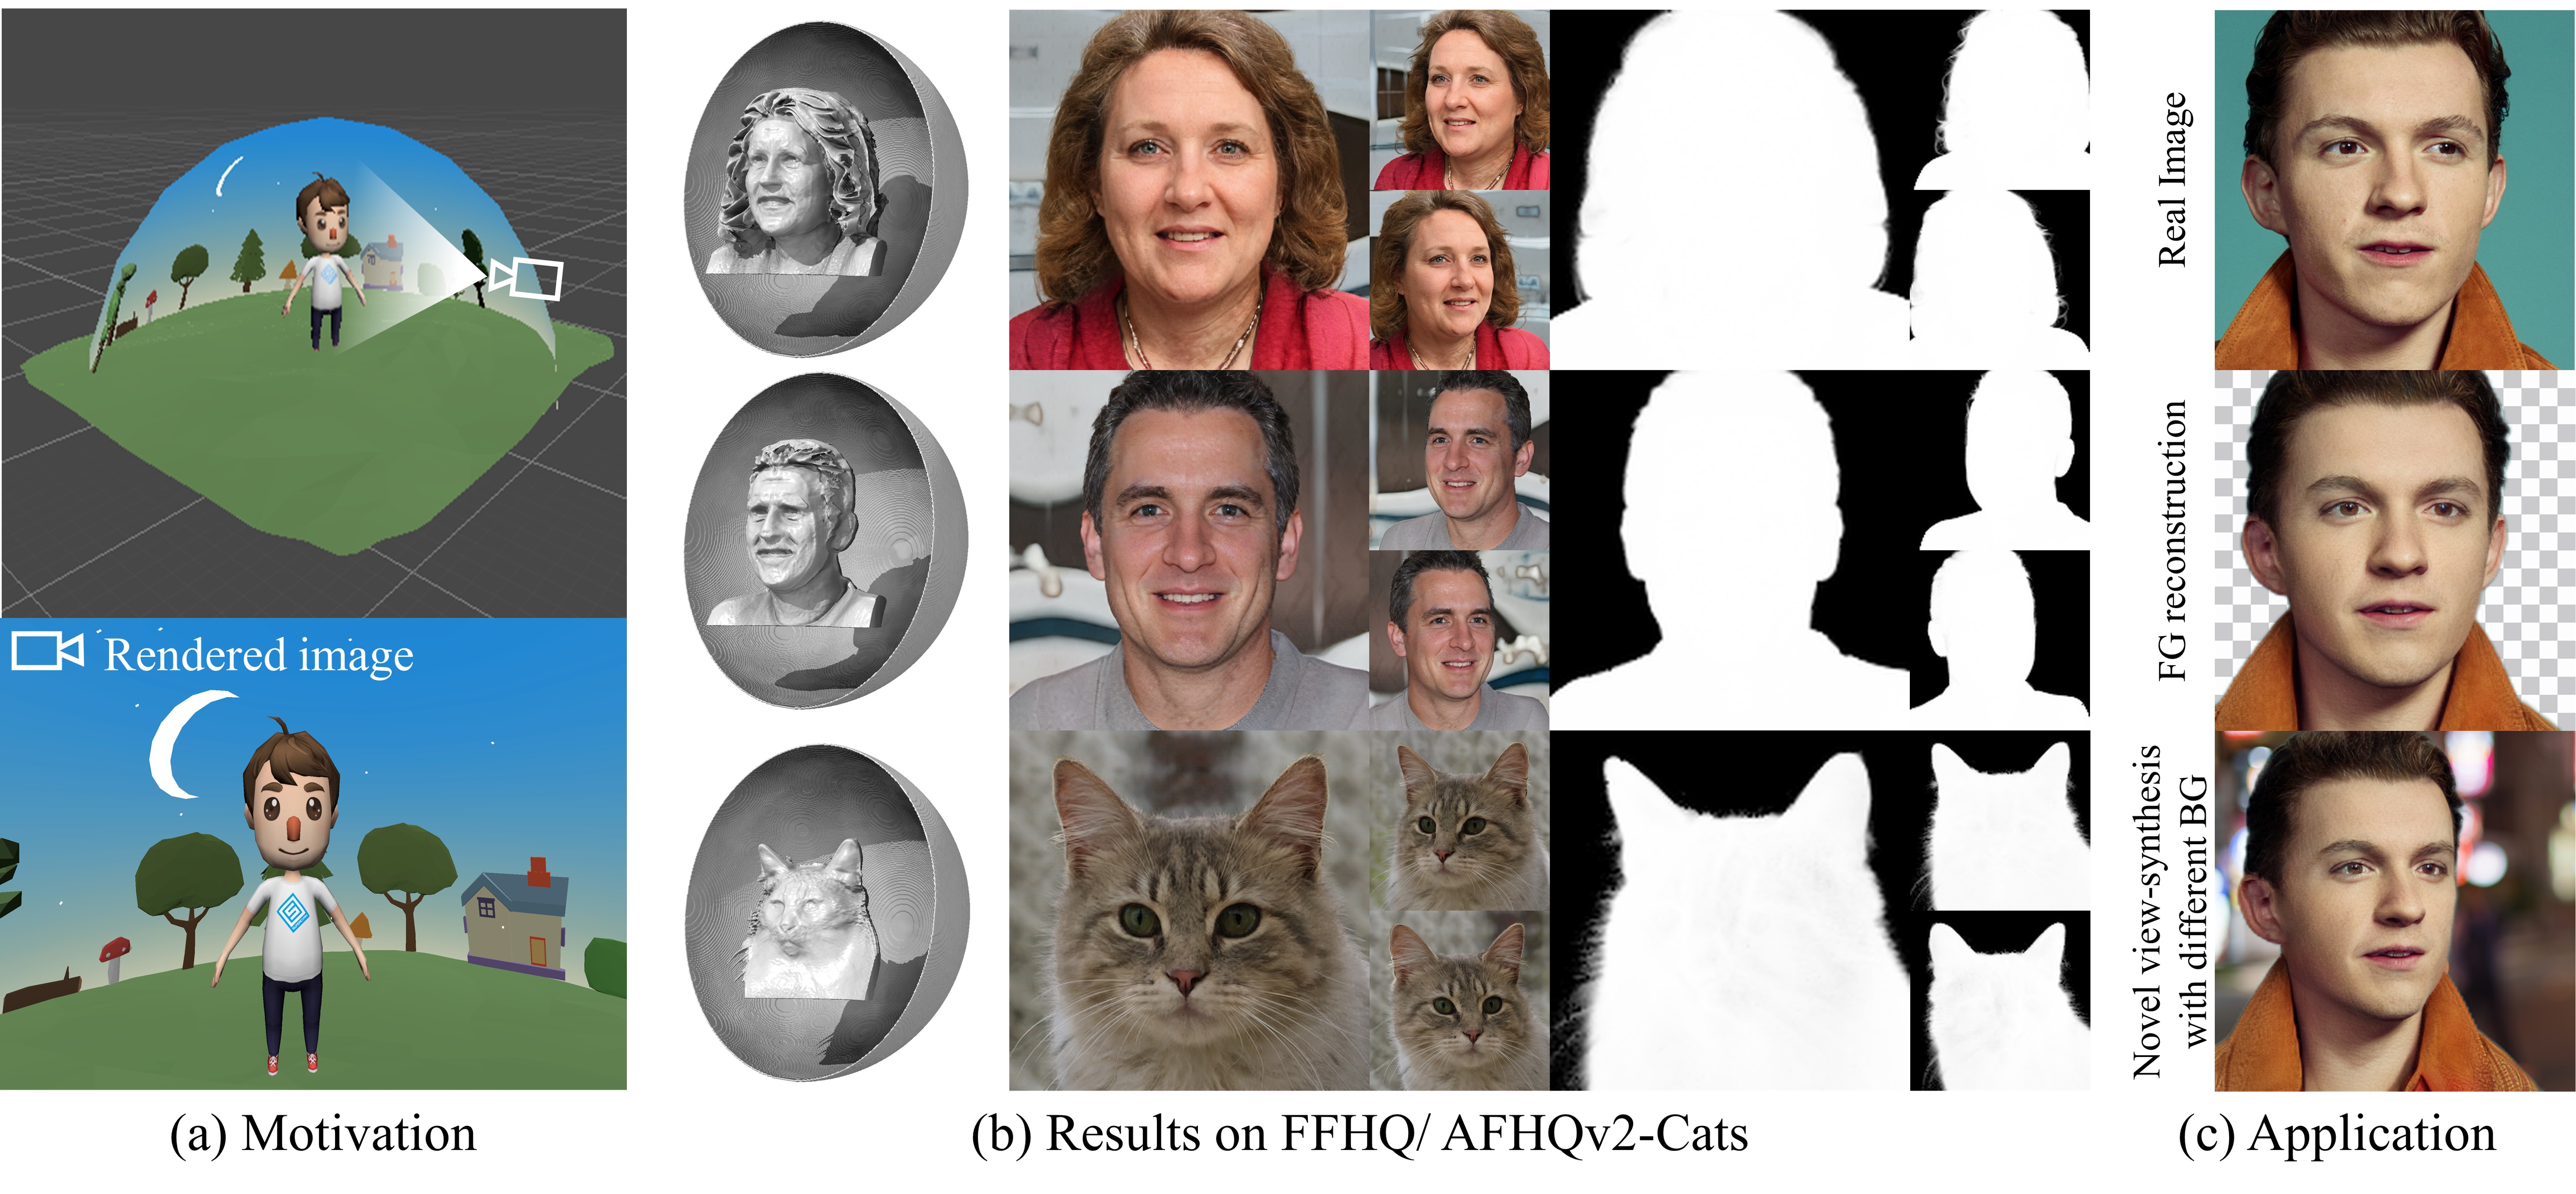 Rendered image
Real Image
FG reconstruction
Novel view-synthesis
with different BG
(a) Motivation
(b) Results on FFHQ/ AFHQv2-Cats
(c) Application